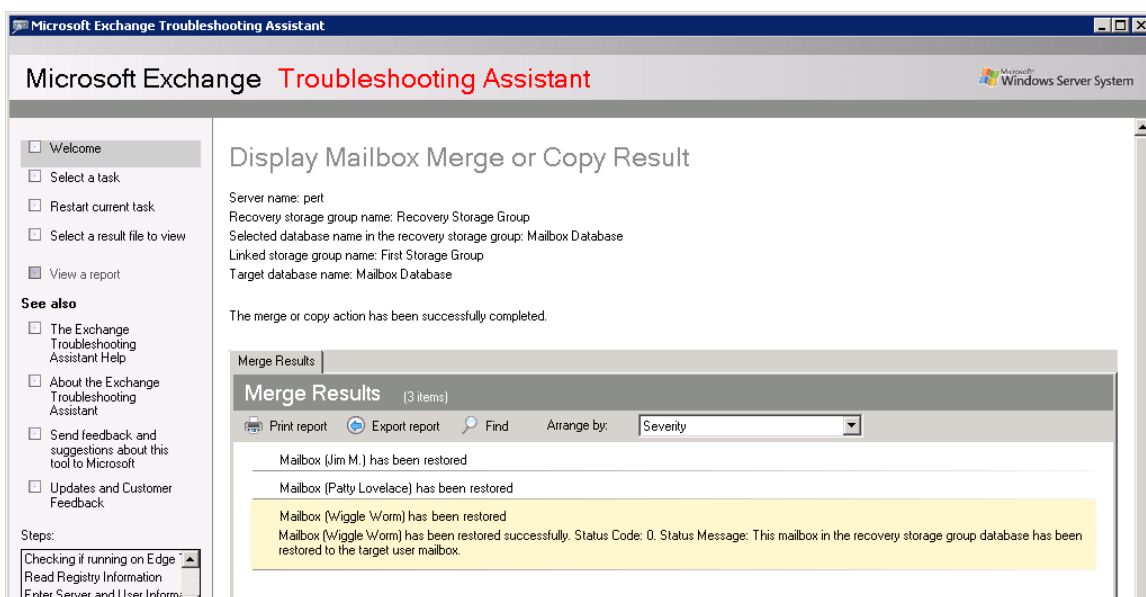 Microsoft Exchange Troubleshooting Assistant
Microsoft Exchange Troubleshooting Assistant
Microsoft
Windows Server System
Welcome
Select a task
Restart current task
Select a result file to view
View a report
See also
The Exchange
Troubleshooting
Assistant Help
About the Exchange
Troubleshooting
Assistant
Send feedback and
suggestions about this
tool to Microsoft
Updates and Customer
Feedback
Steps:
Checking if running on Edge
Read Registry Information
Enter Server and User
Display Mailbox Merge or Copy Result
Server name: pert
Recovery storage group name: Recovery Storage Group
Selected database name in the recovery storage group: Mailbox Database
Linked storage group name: First Storage Group
Target database name: Mailbox Database
The merge or copy action has been successfully completed.
Merge Results
Merge Results (3 items)
Print report Export report Find Arrange by: Severity
Mailbox (Jim M.) has been restored
Mailbox (Patty Lovelace) has been restored
Mailbox (Wiggle Worm) has been restored
Mailbox (Wiggle Worm) has been restored successfully. Status Code: 0. Status Message: This mailbox in the recovery storage group database has been
restored to the target user mailbox.